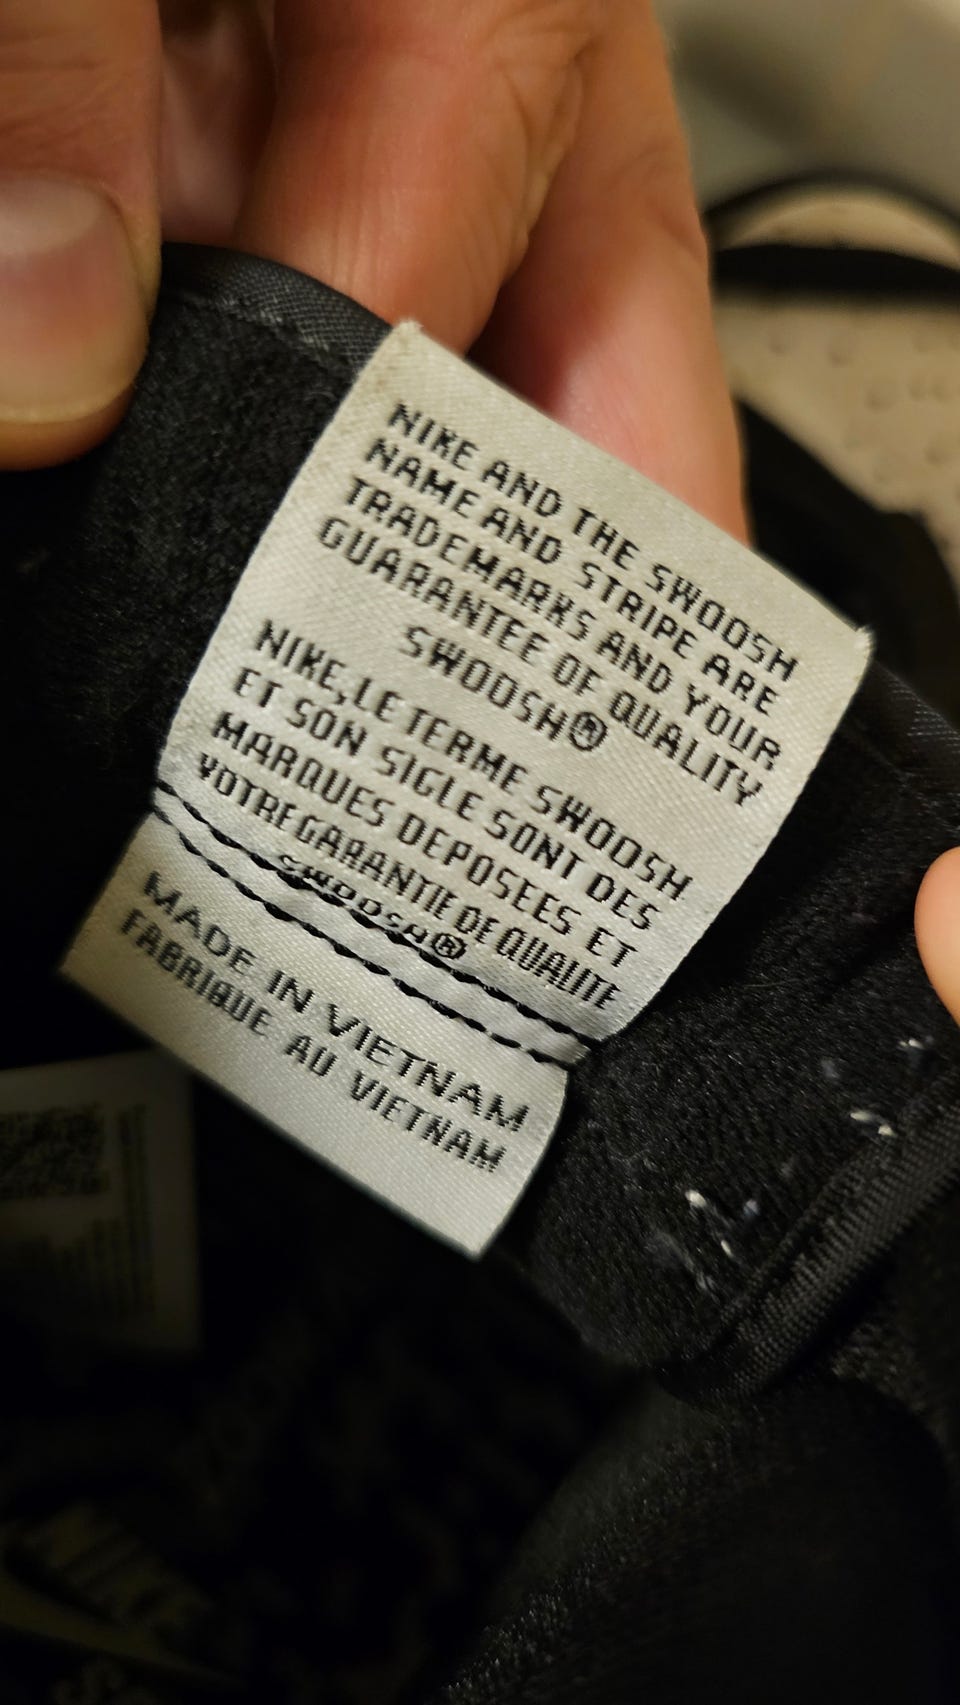 NIKE AND THE SWOOSH
NAME AND STRIPE ARE
TRADEMARKS AND YOUR
GUARANTEE OF QUALITY
SWOOSH®
NIKE,LE TERME SWOOSH
ET SON SIGLE SONT DES
MARQUES DEPOSEES ET
VOTRE GARANTIE DE QUALITE
SWOOSH®
MADE IN VIETNAM
FABRIQUE AU VIETNAM